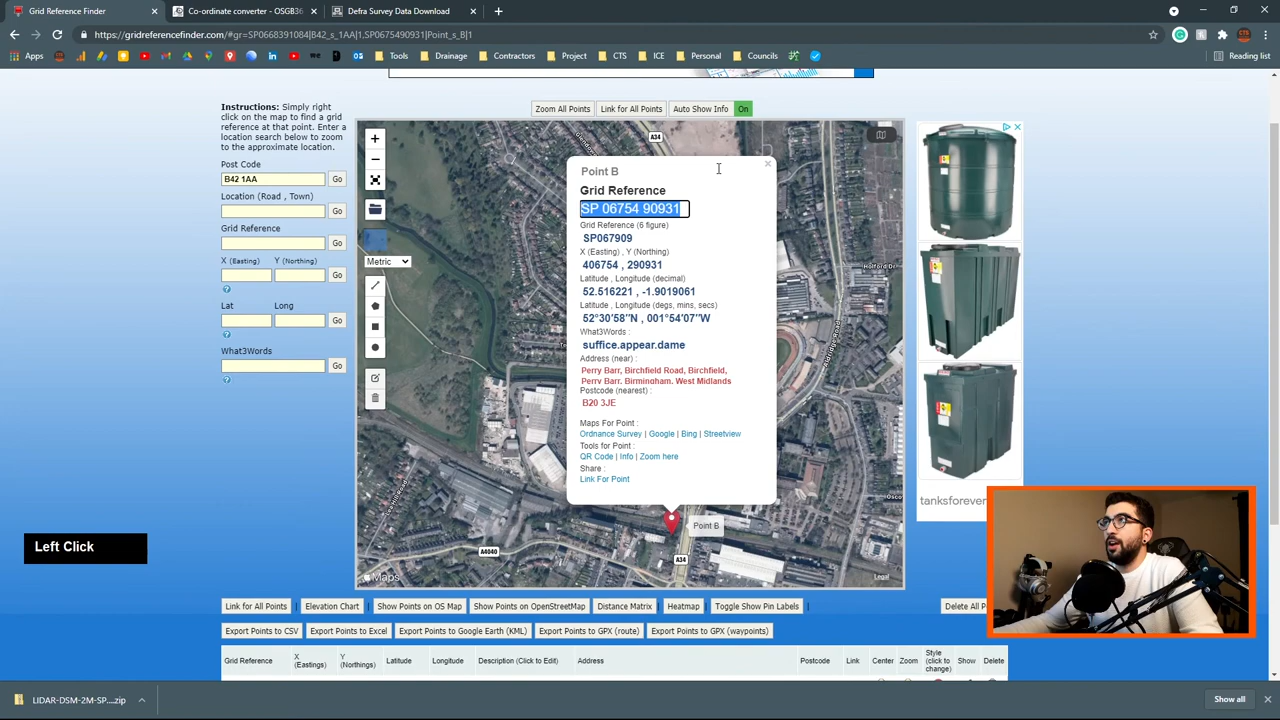 Grid Reference Finder
Co-ordinate converter - OSGB36
Defra Survey Data Download
https://gridreferencefinder.com/#gr=SP0668391084|B42_s_1AA|1,SP0675490931|Point_s_B|1
Apps
Tools
Drainage
Contractors
Project
CTS
ICE
Personal
Councils
Reading list
Instructions: Simply right
click on the map to find a grid
reference at that point. Enter a
location search below to zoom
to the approximate location.
Post Code
B42 1AA
Go
Location (Road , Town)
Go
Grid Reference
Go
X (Easting) Y (Northing)
Go
Lat Long
Go
What3Words
Go
Zoom All Points
Link for All Points
Auto Show Info
On
Metric
A34
Point B
Grid Reference
SP 06754 90931
Grid Reference (6 figure)
SP067909
X (Easting) , Y (Northing)
406754 , 290931
Latitude , Longitude (decimal)
52.516221 , -1.9019061
Latitude , Longitude (degs, mins, secs)
52°30′58″N , 001°54′07″W
What3Words :
suffice.appear.dame
Address (near) :
Perry Barr, Birchfield Road, Birchfield,
Perry Barr, Birmingham, West Midlands
Postcode (nearest) :
B20 3JE
Maps For Point :
Ordnance Survey | Google | Bing | Streetview
Tools for Point :
QR Code | Info | Zoom here
Share :
Link For Point
Holford Dr
Aldridge Road
Point B
A4040
A34
Maps
Legal
tanksforever
Left Click
Link for All Points | Elevation Chart | Show Points on OS Map | Show Points on OpenStreetMap | Distance Matrix | Heatmap | Toggle Show Pin Labels |
Delete All P
Export Points to CSV
Export Points to Excel
Export Points to Google Earth (KML)
Export Points to GPX (route)
Export Points to GPX (waypoints)
Grid Reference
X (Eastings)
Y (Northings)
Latitude
Longitude
Description (Click to Edit)
Address
Postcode
Link
Center
Zoom
Style (click to change)
Show
Delete
LIDAR-DSM-2M-SP....zip
Show all